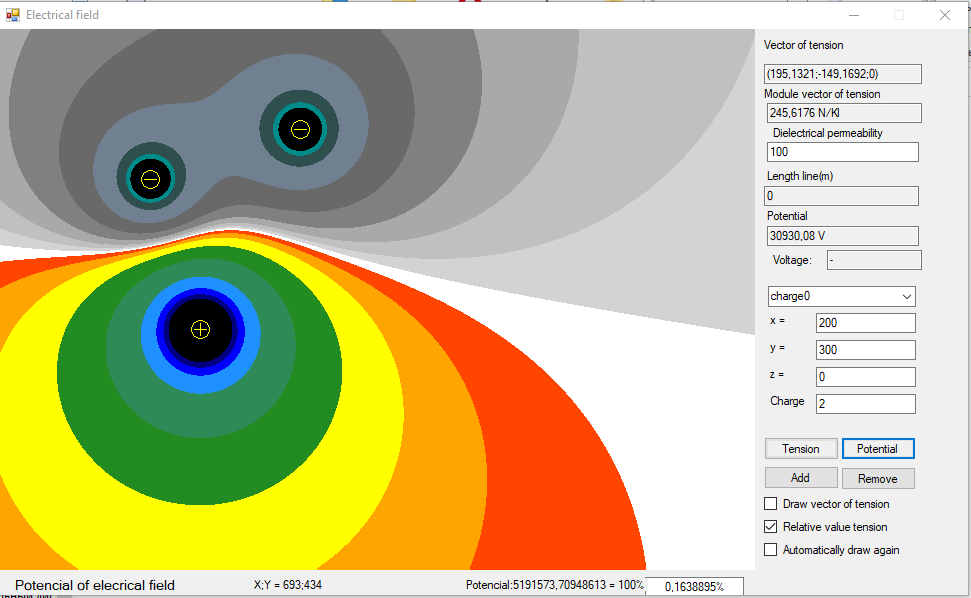 Electrical field
Vector of tension
(195,1321;-149,1692;0)
Module vector of tension
245,6176 N/Kl
Dielectrical permeability
100
Length line(m)
0
Potential
30930,08 V
Voltage: -
charge0
x = 200
y = 300
z = 0
Charge 2
Tension Potential
Add Remove
Draw vector of tension
Relative value tension
Automatically draw again
Potencial of elecrical field X;Y = 693;434 Potencial:5191573,70948613 = 100% 0,1638895%